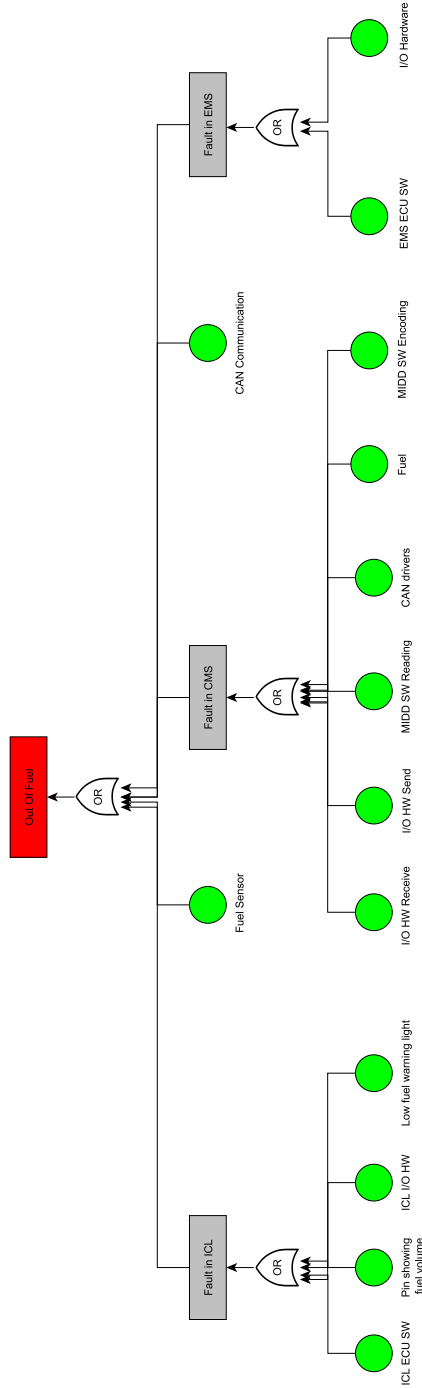 Out Of Fuel
OR
Fault in ICL
Fuel Sensor
Fault in CMS
CAN Communication
Fault in EMS
OR
OR
OR
ICL ECU SW
Pin showing
fuel volume
ICL I/O HW
Low fuel warning light
I/O HW Receive
I/O HW Send
MIDD SW Reading
CAN drivers
Fuel
MIDD SW Encoding
EMS ECU SW
I/O Hardware